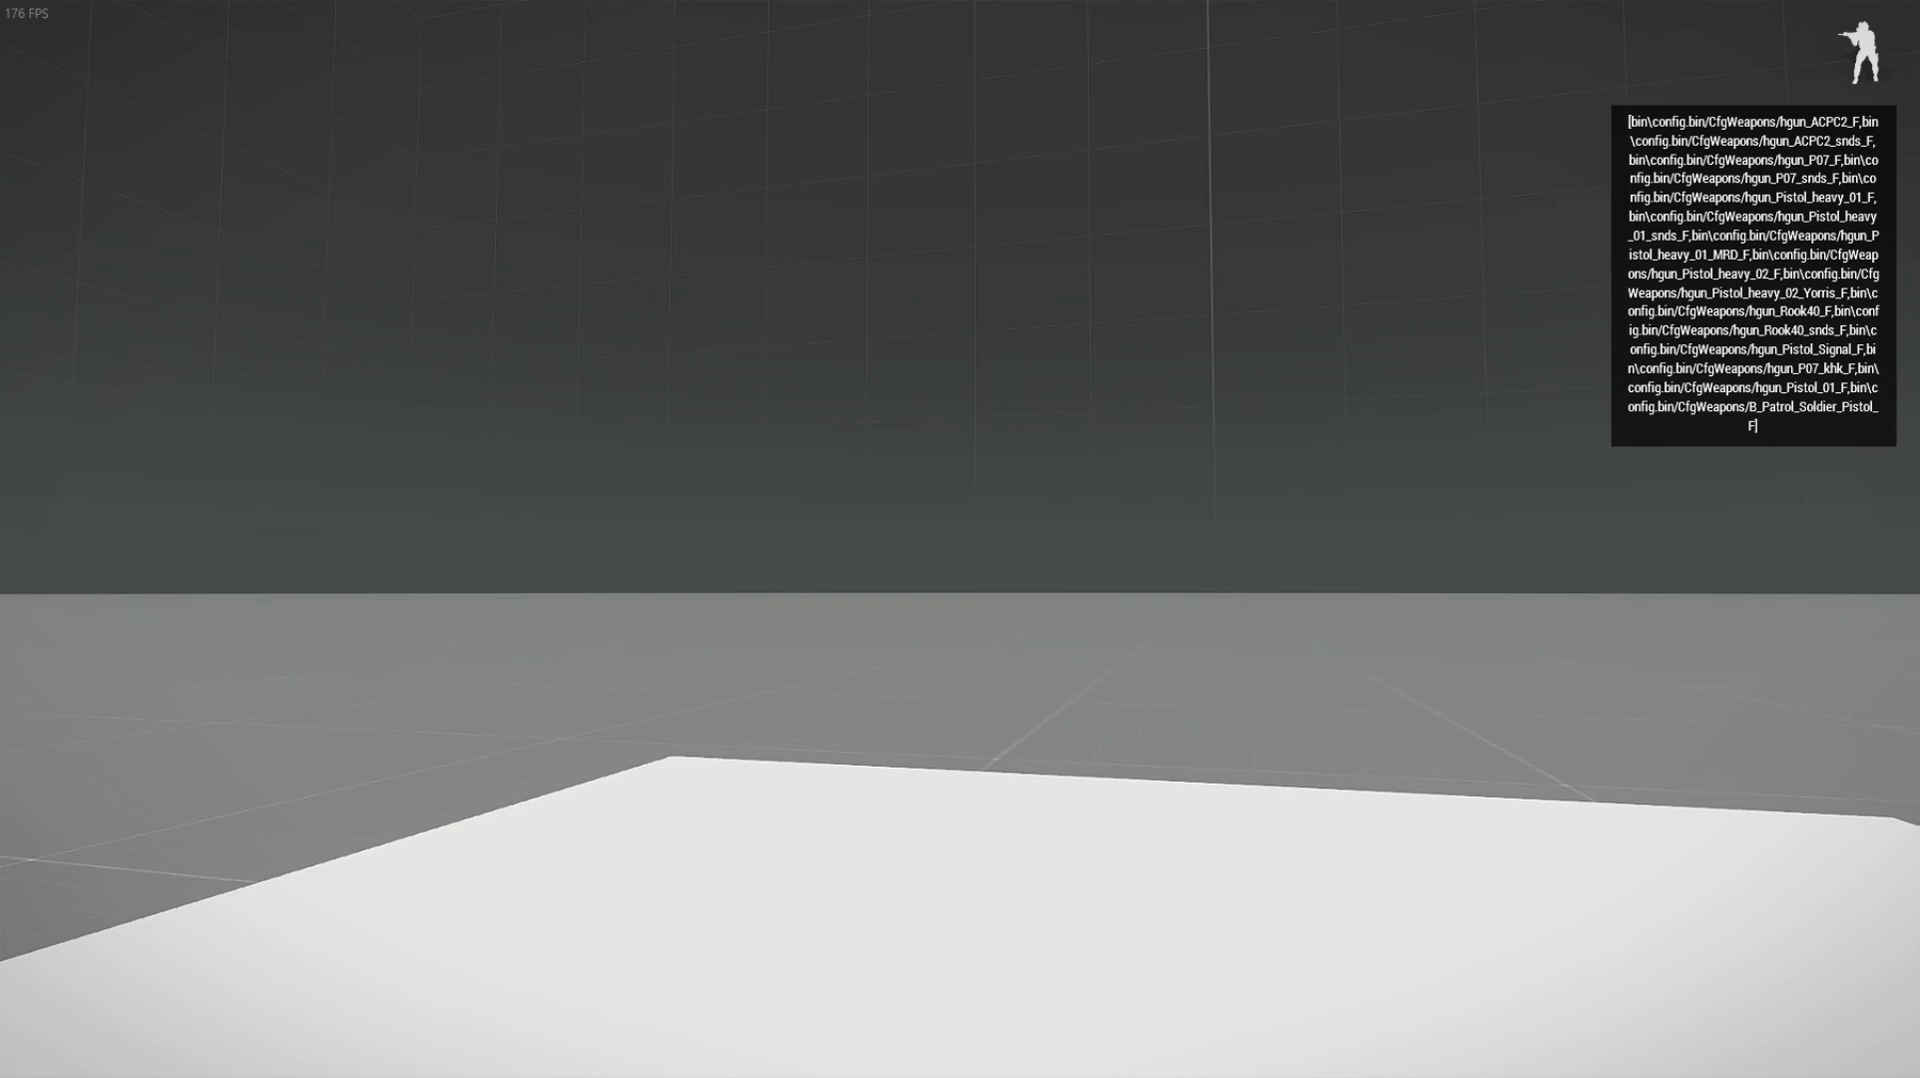 176 FPS
[bin\config.bin/CfgWeapons/hgun_ACPC2_F,bin
\config.bin/CfgWeapons/hgun_ACPC2_snds_F,
bin\config.bin/CfgWeapons/hgun_P07_F,bin\co
nfig.bin/CfgWeapons/hgun_P07_snds_F,bin\co
nfig.bin/CfgWeapons/hgun_Pistol_heavy_01_F,
bin\config.bin/CfgWeapons/hgun_Pistol_heavy
_01_snds_F,bin\config.bin/CfgWeapons/hgun_P
istol_heavy_01_MRD_F,bin\config.bin/CfgWeap
ons/hgun_Pistol_heavy_02_F,bin\config.bin/Cfg
Weapons/hgun_Pistol_heavy_02_Yorris_F,bin\c
onfig.bin/CfgWeapons/hgun_Rook40_F,bin\conf
ig.bin/CfgWeapons/hgun_Rook40_snds_F,bin\c
onfig.bin/CfgWeapons/hgun_Pistol_Signal_F,bi
n\config.bin/CfgWeapons/hgun_P07_khk_F,bin\
config.bin/CfgWeapons/hgun_Pistol_01_F,bin\c
onfig.bin/CfgWeapons/B_Patrol_Soldier_Pistol_
F]